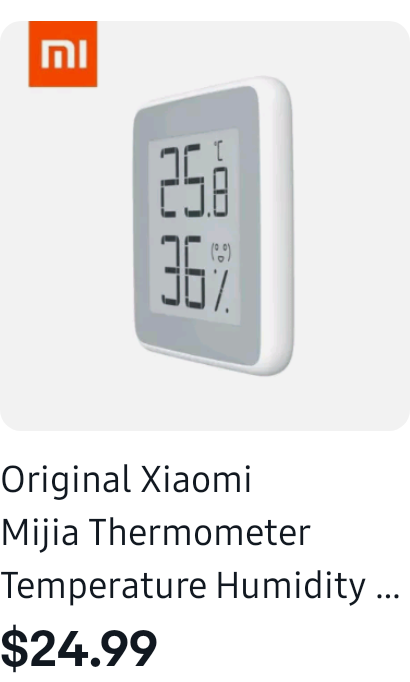 mi
25.8 ℃
36%
Original Xiaomi
Mijia Thermometer
Temperature Humidity ...
$24.99